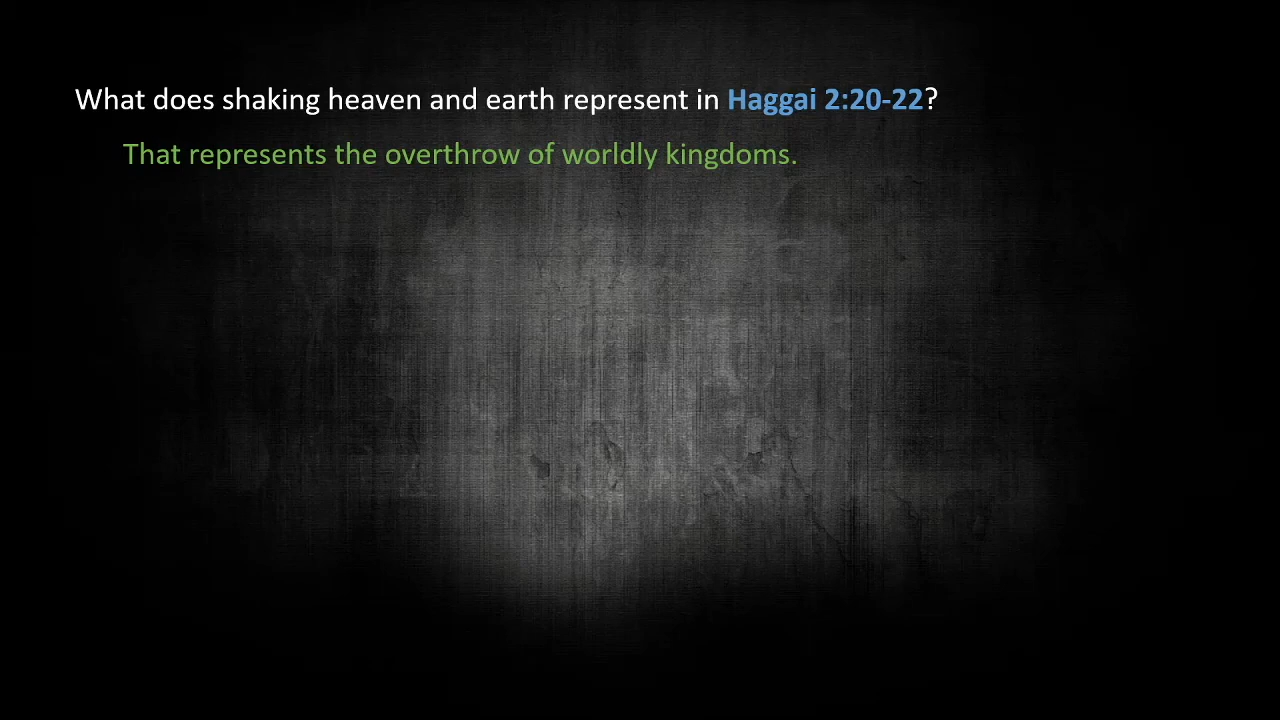 What does shaking heaven and earth represent in Haggai 2:20-22?
That represents the overthrow of worldly kingdoms.